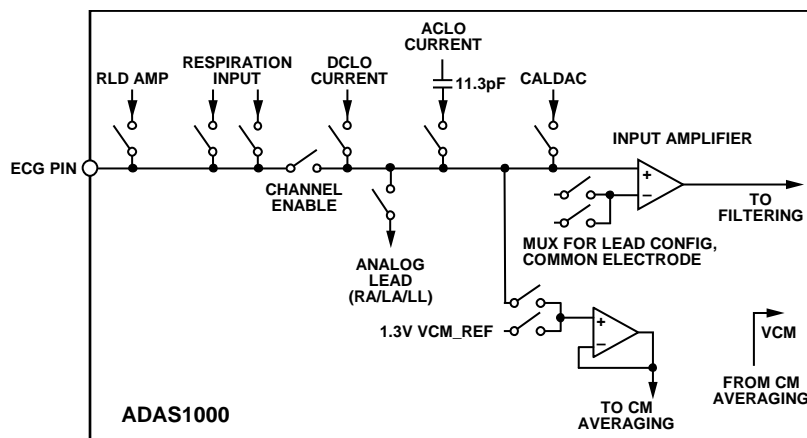 ACLO
CURRENT
RESPIRATION
INPUT
DCLO
CURRENT
RLD AMP
11.3pF
CALDAC
INPUT AMPLIFIER
ECG PIN
+
–
CHANNEL
ENABLE
TO
FILTERING
MUX FOR LEAD CONFIG,
COMMON ELECTRODE
ANALOG
LEAD
(RA/LA/LL)
+
–
1.3V VCM_REF
VCM
FROM CM
AVERAGING
TO CM
AVERAGING
ADAS1000